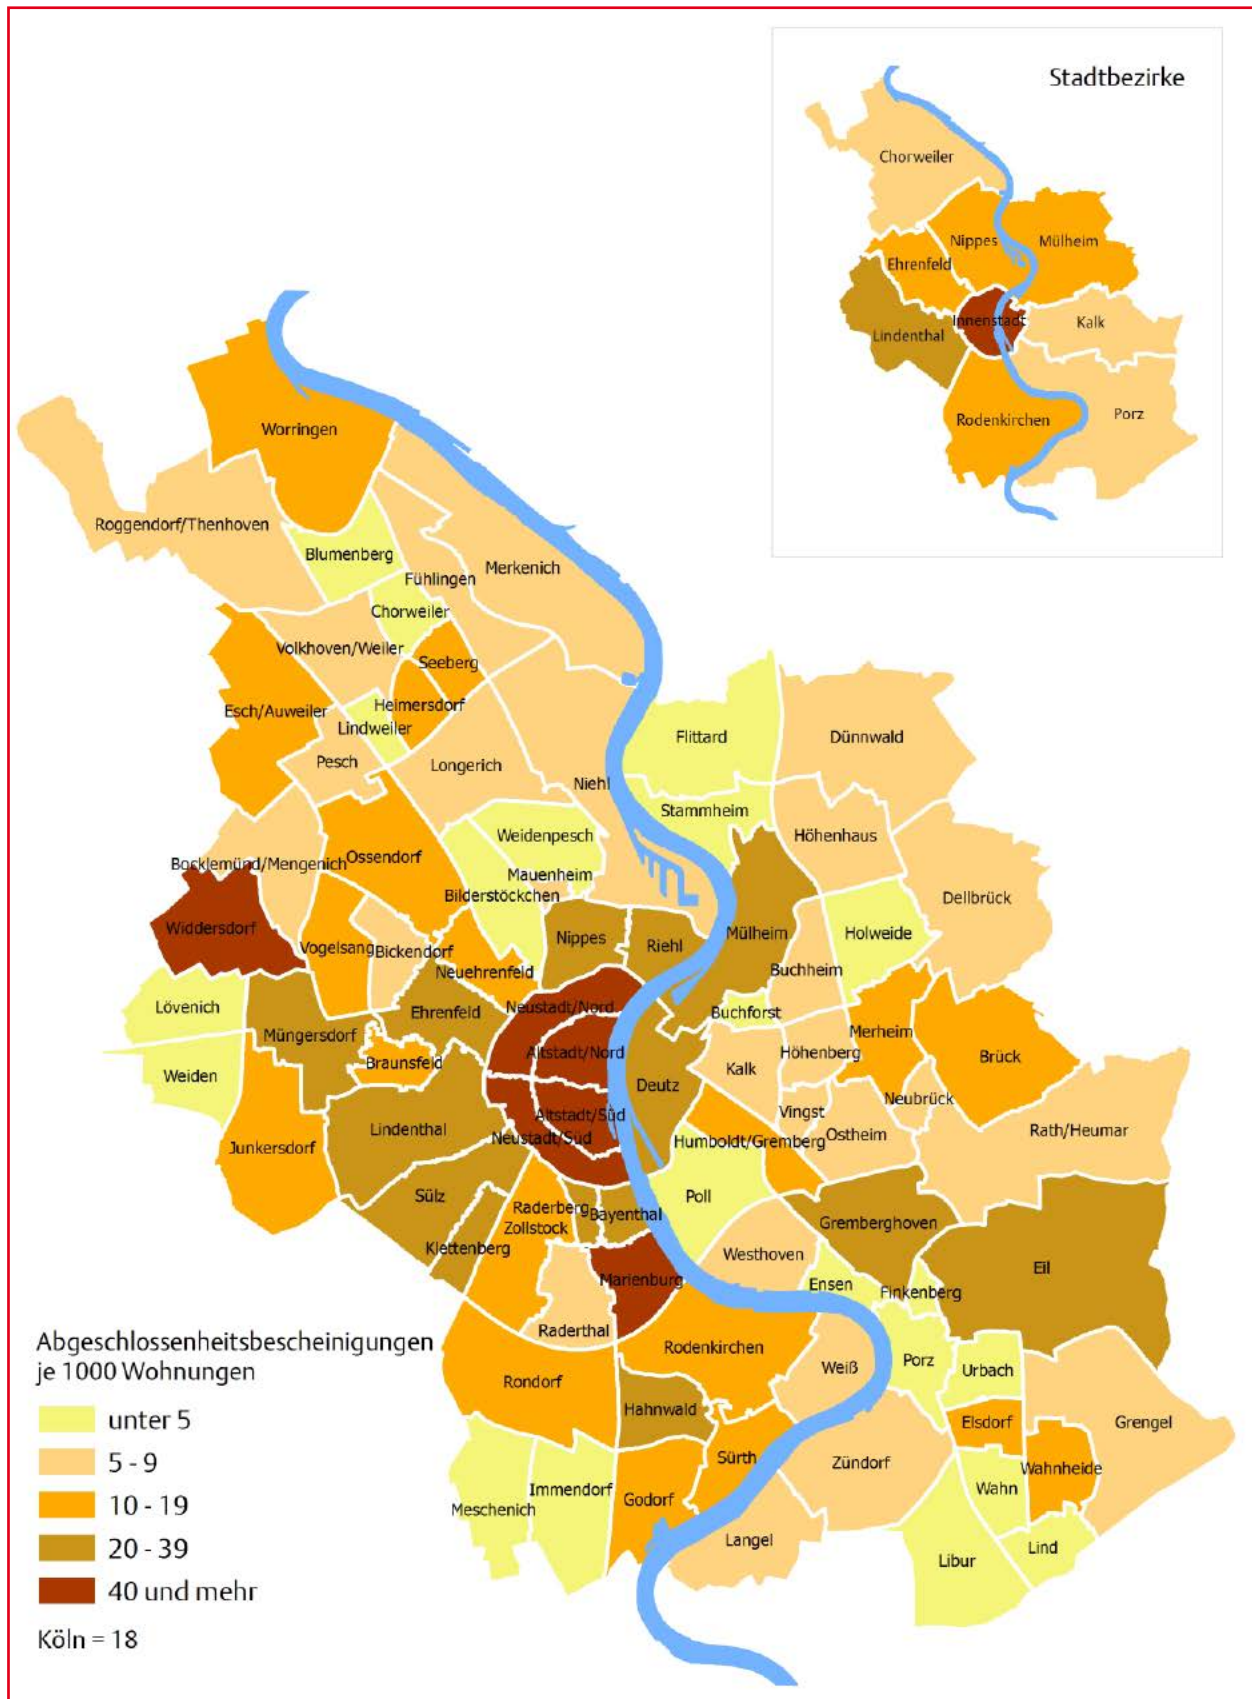 Stadtbezirke
Chorweiler
Nippes
Mülheim
Ehrenfeld
Innenstadt
Kalk
Lindenthal
Rodenkirchen
Porz
Worringen
Roggendorf/Thenhoven
Blumenberg
Merkenich
Fühlingen
Chorweiler
Volkhoven/Weiler
Seeberg
Heimersdorf
Esch/Auweiler
Lindweiler
Pesch
Longerich
Niehl
Flittard
Dünnwald
Stammheim
Höhenhaus
Weidenpesch
Ossendorf
Bocklemünd/Mengenich
Mauenheim
Bilderstöckchen
Dellbrück
Widdersdorf
Mülheim
Holweide
Nippes
Riehl
Vogelsang
Bickendorf
Buchheim
Neuehrenfeld
Lövenich
Neustadt/Nord
Ehrenfeld
Buchforst
Müngersdorf
Merheim
Altstadt/Nord
Höhenberg
Brück
Braunsfeld
Kalk
Weiden
Deutz
Neubrück
Vingst
Altstadt/Süd
Lindenthal
Rath/Heumar
Neustadt/Süd
Ostheim
Humboldt/Gremberg
Junkersdorf
Sülz
Poll
Raderberg
Bayenthal
Zollstock
Gremberghoven
Klettenberg
Westhoven
Eil
Marienburg
Ensen
Finkenberg
Raderthal
Rodenkirchen
Porz
Weiß
Urbach
Rondorf
Hahnwald
Elsdorf
Grengel
Sürth
Zündorf
Wahnheide
Immendorf
Wahn
Godorf
Meschenich
Langel
Lind
Libur
Abgeschlossenheitsbescheinigungen
je 1000 Wohnungen
unter 5
5 - 9
10 - 19
20 - 39
40 und mehr
Köln = 18